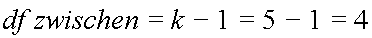 df zwischen = k − 1 = 5 − 1 = 4